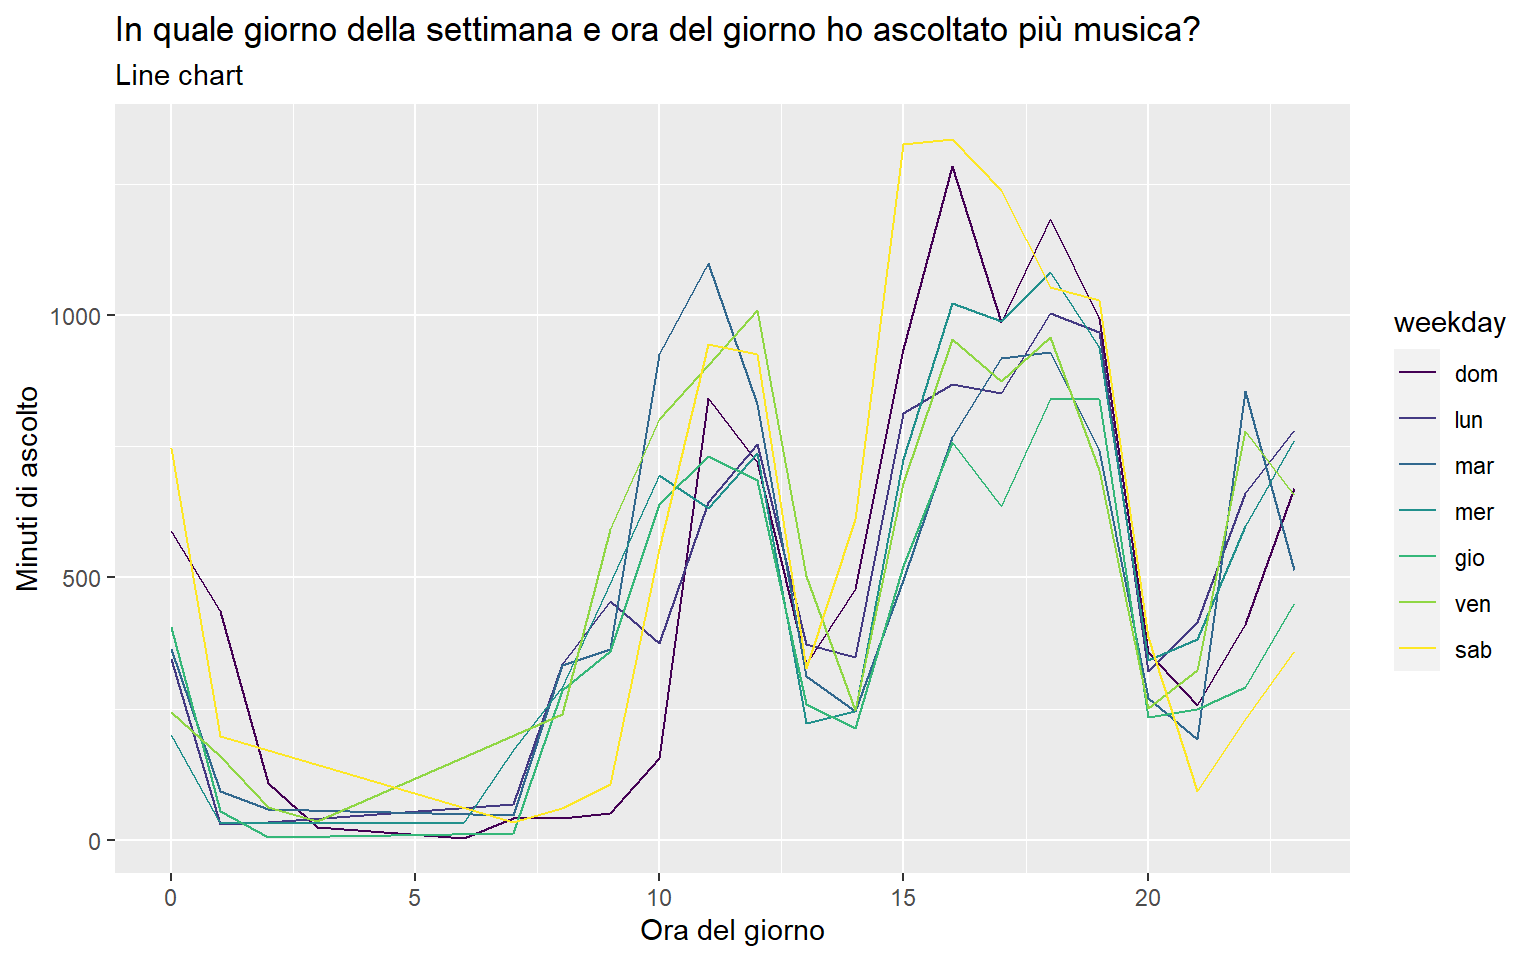 In quale giorno della settimana e ora del giorno ho ascoltato più musica?
Line chart
Minuti di ascolto
1000
500
0
0
5
10
15
20
Ora del giorno
weekday
dom
lun
mar
mer
gio
ven
sab